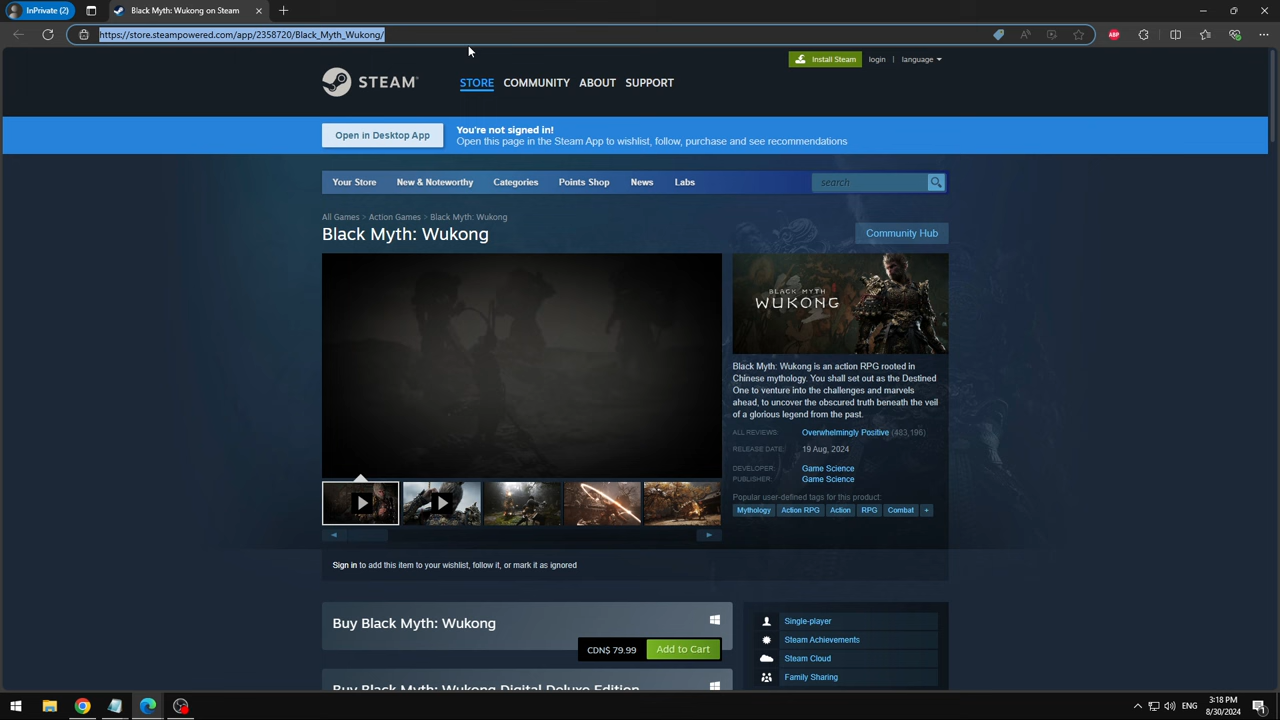 InPrivate (2)
Black Myth: Wukong on Steam
https://store.steampowered.com/app/2358720/Black_Myth_Wukong/
ABP
Install Steam
login | language
STEAM
STORE COMMUNITY ABOUT SUPPORT
Open in Desktop App
You're not signed in!
Open this page in the Steam App to wishlist, follow, purchase and see recommendations
Your Store New & Noteworthy Categories Points Shop News Labs
search
All Games > Action Games > Black Myth: Wukong
Black Myth: Wukong
Community Hub
BLACK MYTH
WUKONG
Black Myth: Wukong is an action RPG rooted in
Chinese mythology. You shall set out as the Destined
One to venture into the challenges and marvels
ahead, to uncover the obscured truth beneath the veil
of a glorious legend from the past.
ALL REVIEWS: Overwhelmingly Positive (483,196)
RELEASE DATE: 19 Aug, 2024
DEVELOPER: Game Science
PUBLISHER: Game Science
Popular user-defined tags for this product:
Mythology Action RPG Action RPG Combat +
Sign in to add this item to your wishlist, follow it, or mark it as ignored
Buy Black Myth: Wukong
CDN$ 79.99 Add to Cart
Buy Black Myth: Wukong Digital Deluxe Edition
Single-player
Steam Achievements
Steam Cloud
Family Sharing
ENG
3:18 PM
8/30/2024
1